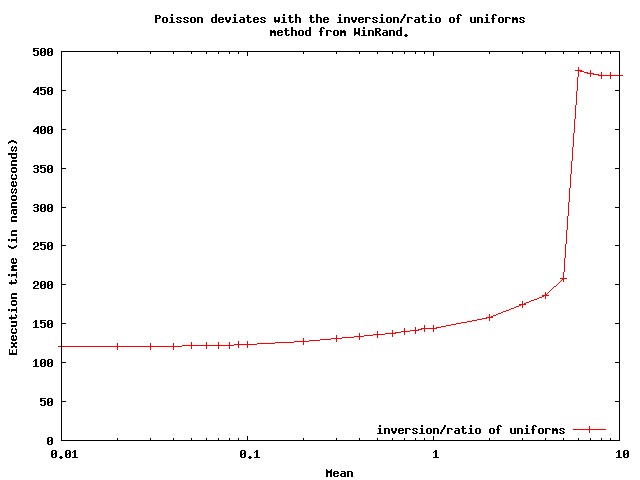 Poisson deviates with the inversion/ratio of uniforms
method from WinRand.
500
450
400
350
300
250
200
150
100
50
0
Execution time (in nanoseconds)
inversion/ratio of uniforms
0.01 0.1 1 10
Mean